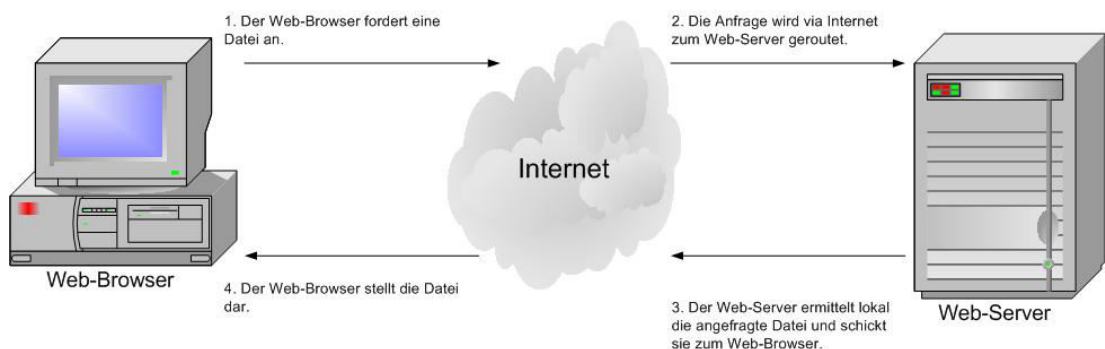 1. Der Web-Browser fordert eine
Datei an.
2. Die Anfrage wird via Internet
zum Web-Server geroutet.
Internet
Web-Browser
4. Der Web-Browser stellt die Datei
dar.
3. Der Web-Server ermittelt lokal
die angefragte Datei und schickt
sie zum Web-Browser.
Web-Server